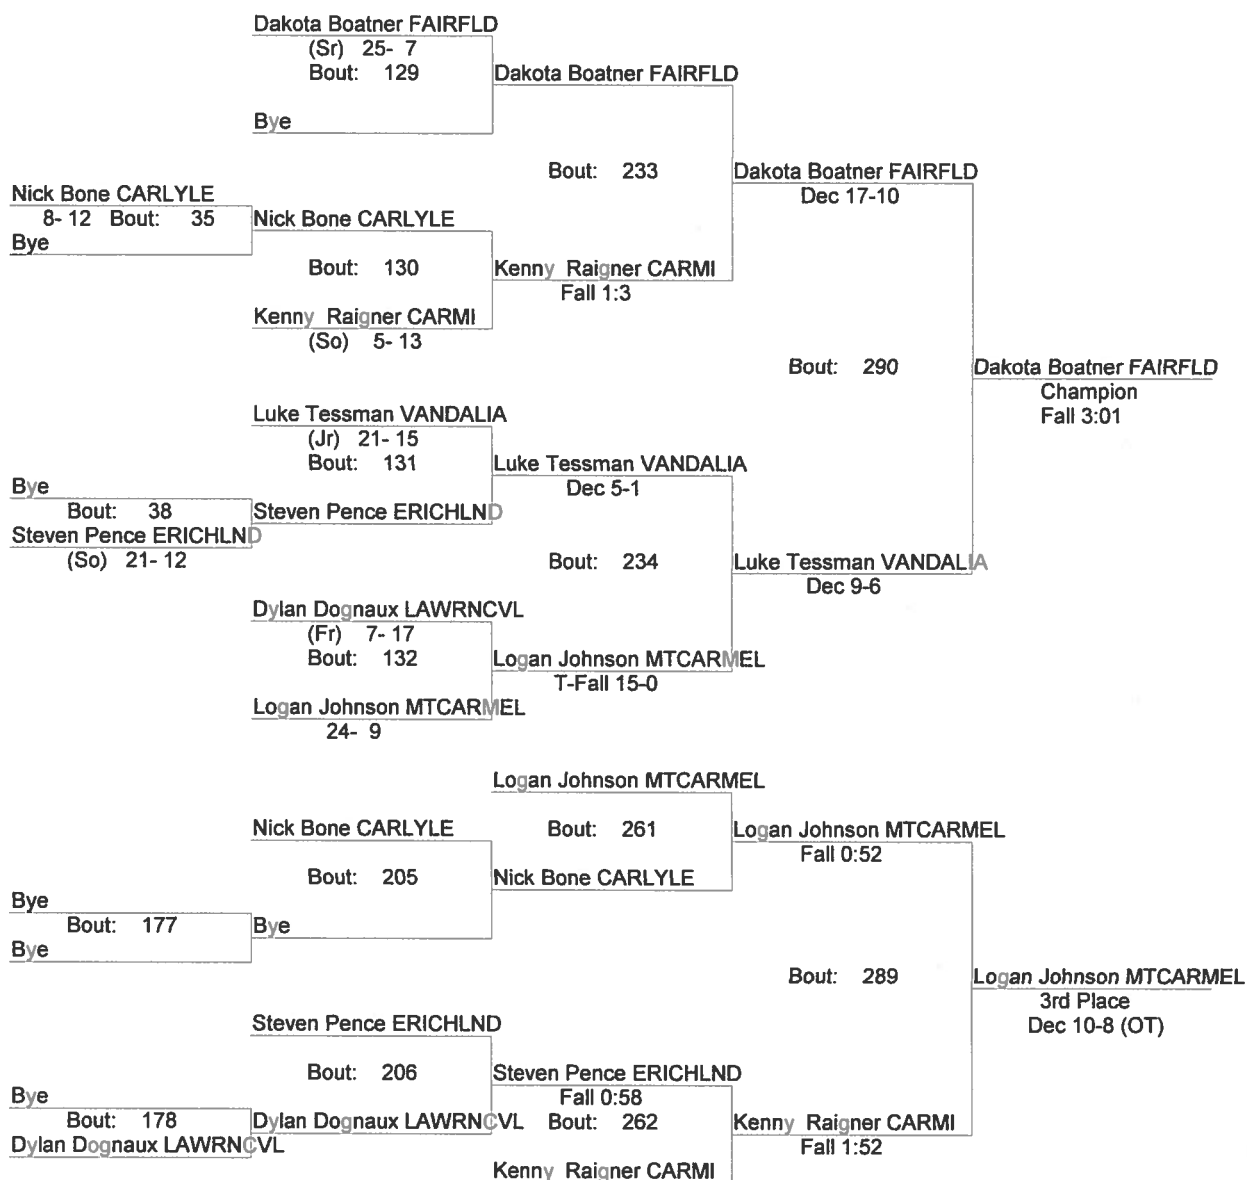 Dakota Boatner FAIRFLD
(Sr) 25- 7
Bout: 129
Dakota Boatner FAIRFLD
Bye
Bout: 233
Dakota Boatner FAIRFLD
Dec 17-10
Nick Bone CARLYLE
8- 12 Bout: 35
Nick Bone CARLYLE
Bye
Bout: 130
Kenny Raigner CARMI
Fall 1:3
Kenny Raigner CARMI
(So) 5- 13
Bout: 290
Dakota Boatner FAIRFLD
Champion
Fall 3:01
Luke Tessman VANDALIA
(Jr) 21- 15
Bout: 131
Luke Tessman VANDALIA
Dec 5-1
Bye
Bout: 38
Steven Pence ERICHLND
Steven Pence ERICHLND
(So) 21- 12
Bout: 234
Luke Tessman VANDALIA
Dec 9-6
Dylan Dognaux LAWRNCVL
(Fr) 7- 17
Bout: 132
Logan Johnson MTCARMEL
T-Fall 15-0
Logan Johnson MTCARMEL
24- 9
Logan Johnson MTCARMEL
Nick Bone CARLYLE
Bout: 261
Logan Johnson MTCARMEL
Fall 0:52
Bout: 205
Nick Bone CARLYLE
Bye
Bout: 177
Bye
Bye
Bout: 289
Logan Johnson MTCARMEL
3rd Place
Dec 10-8 (OT)
Steven Pence ERICHLND
Bout: 206
Steven Pence ERICHLND
Fall 0:58
Bye
Bout: 178
Dylan Dognaux LAWRNCVL
Bout: 262
Kenny Raigner CARMI
Fall 1:52
Dylan Dognaux LAWRNCVL
Kenny Raigner CARMI